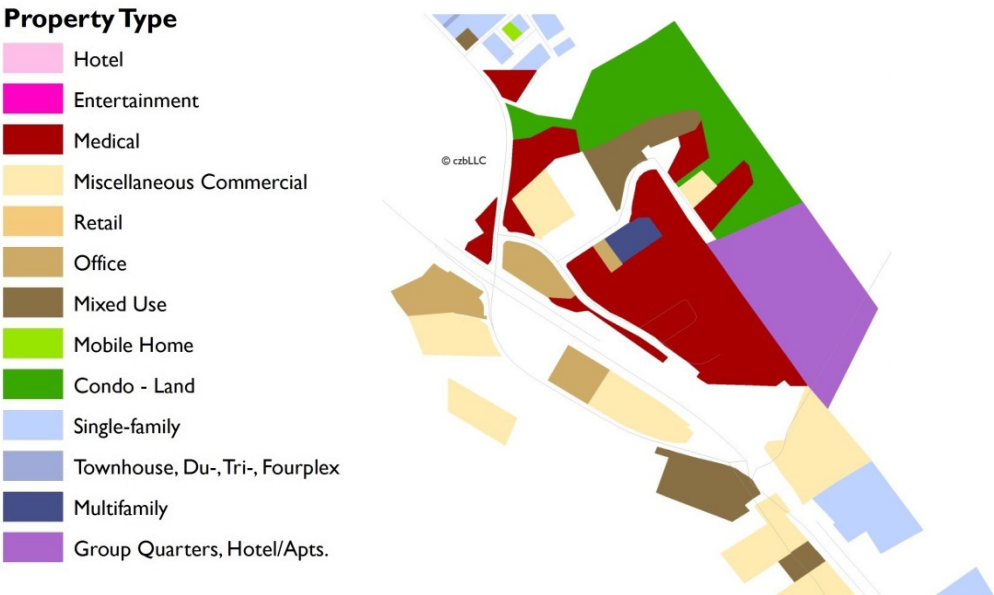 Property Type
Hotel
Entertainment
Medical
Miscellaneous Commercial
Retail
Office
Mixed Use
Mobile Home
Condo - Land
Single-family
Townhouse, Du-, Tri-, Fourplex
Multifamily
Group Quarters, Hotel/Apts.
© czbLLC